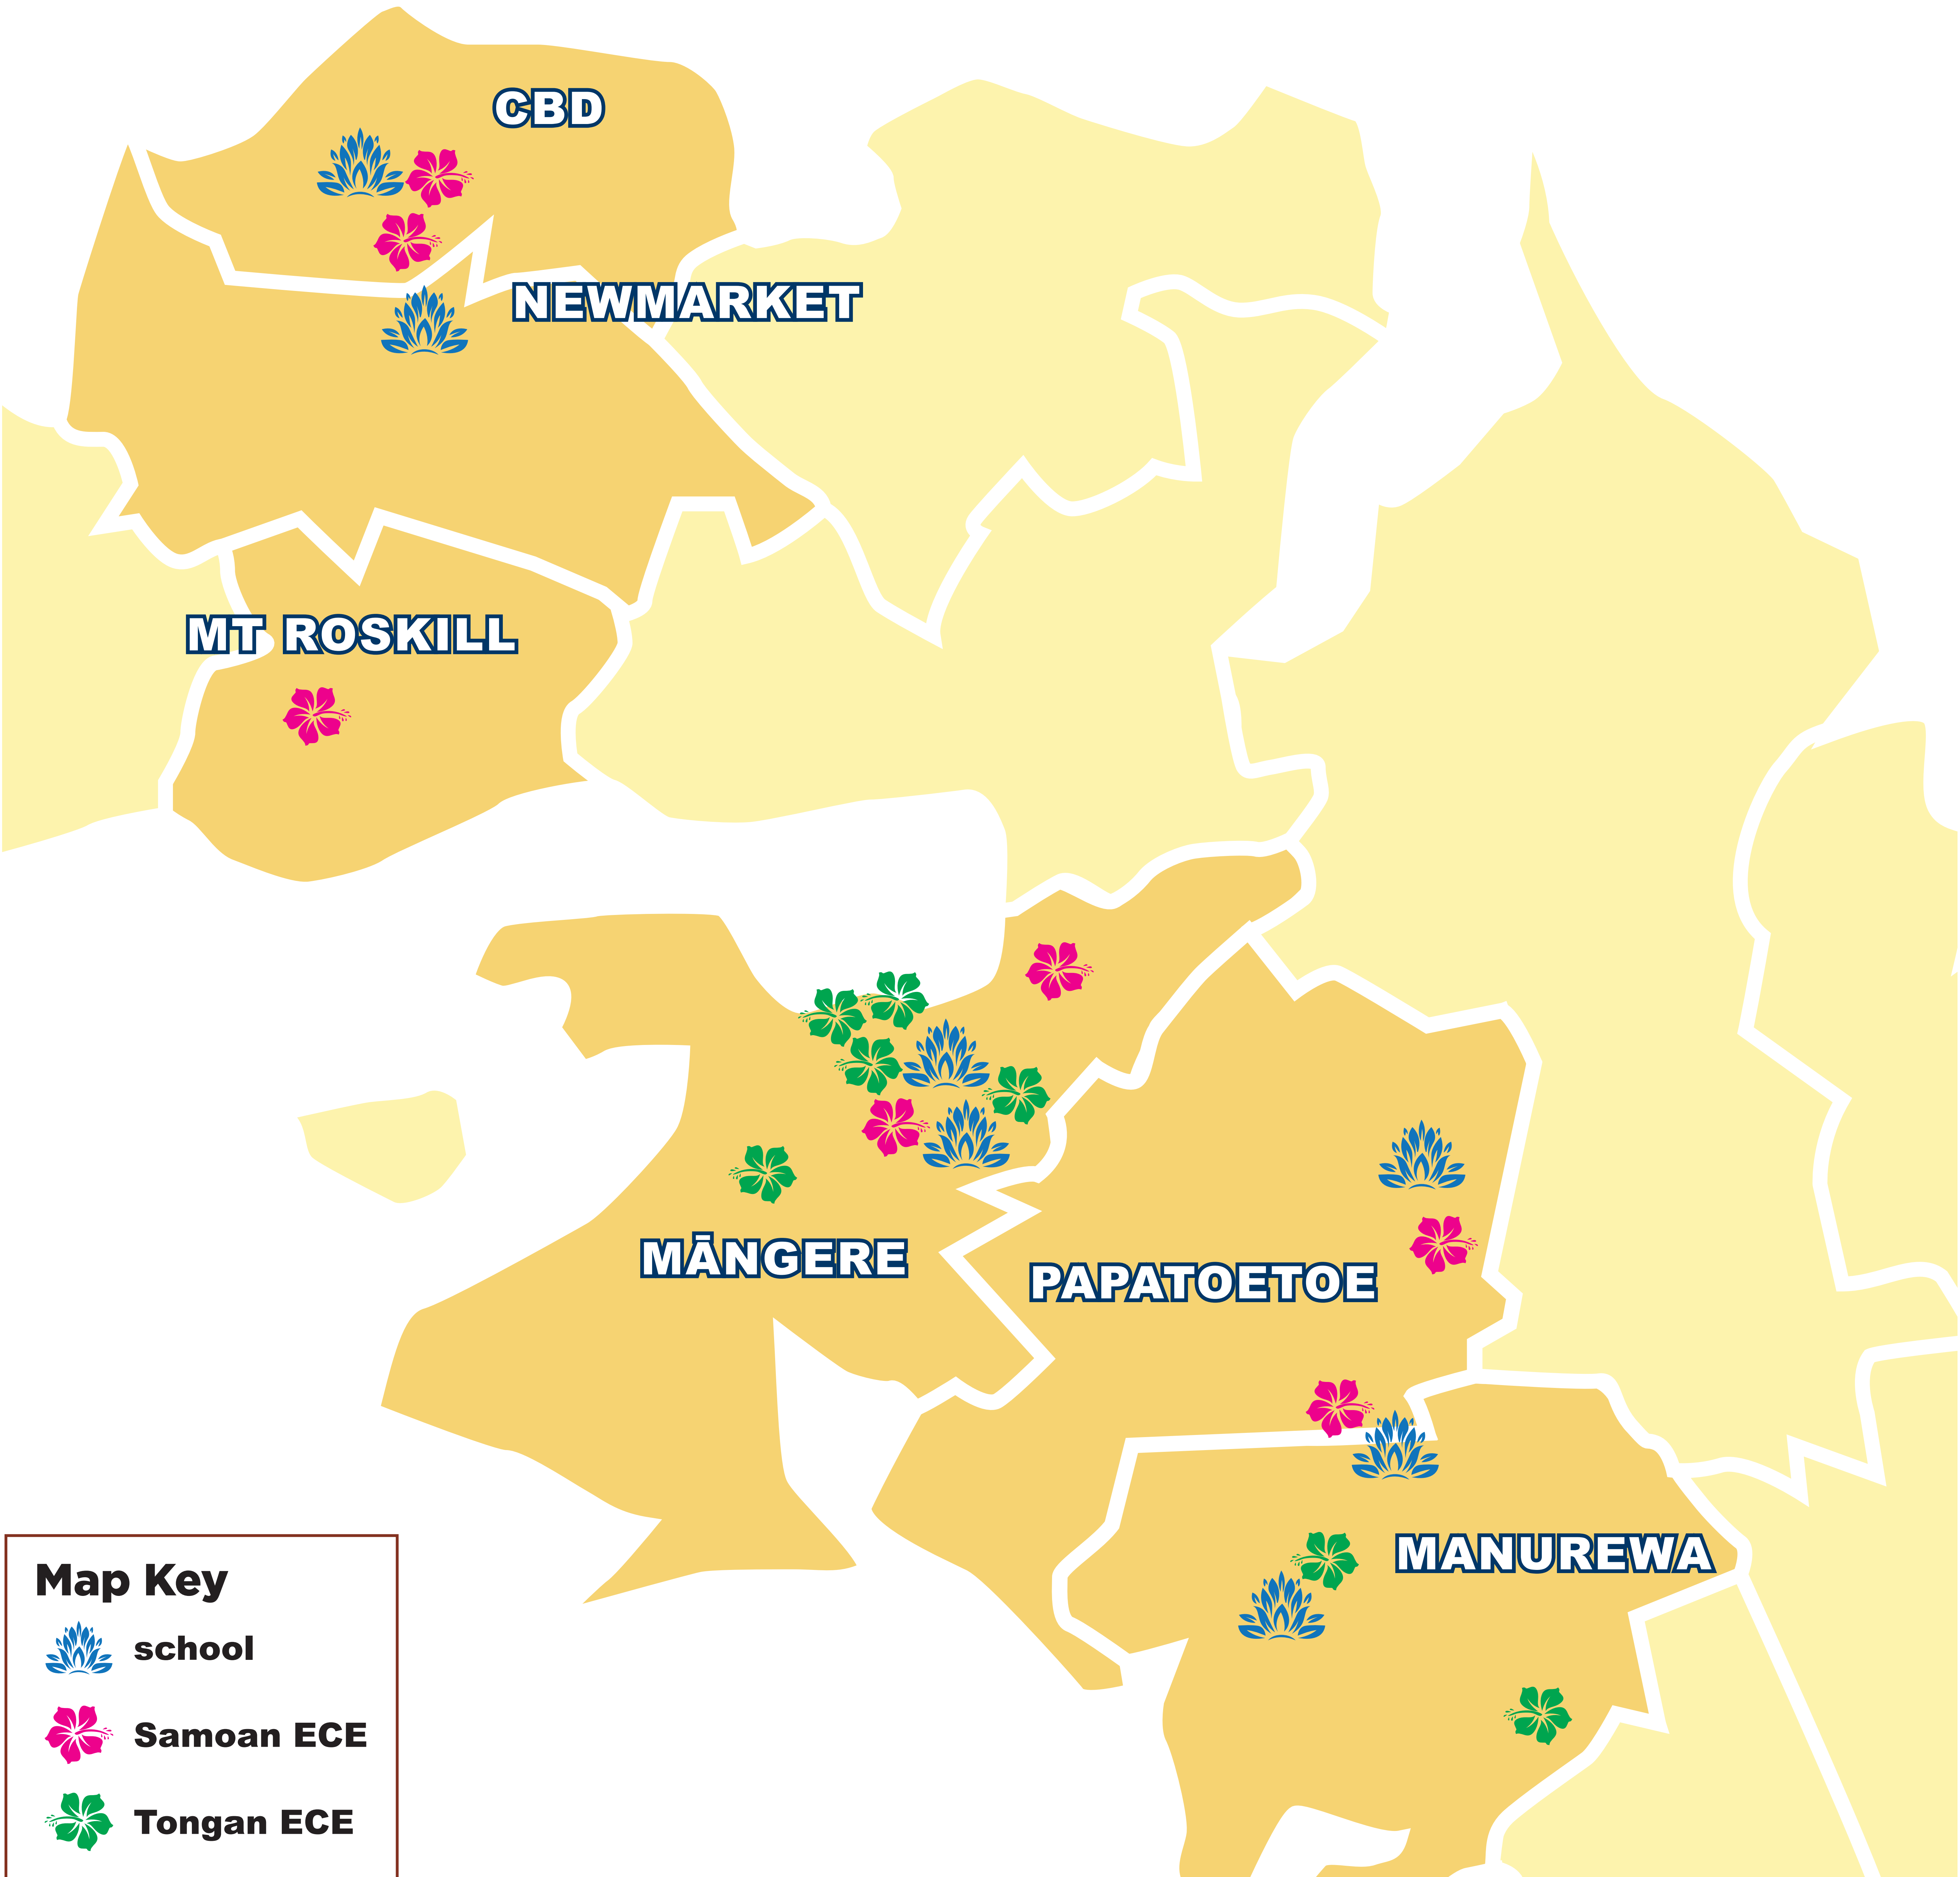 CBD
NEWMARKET
MT ROSKILL
MĀNGERE
PAPATOETOE
MANUREWA
Map Key
school
Samoan ECE
Tongan ECE